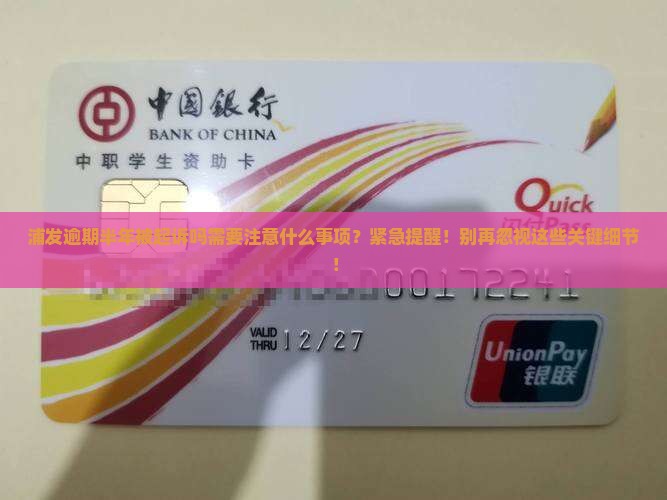 中国銀行
BANK OF CHINA
中职学生资助卡
Quick
浦发逾期半年被起诉吗需要注意什么事项？紧急提醒！别再忽视这些关键细节
！
00172241
VALID
THRU 12/27
UnionPay
银联